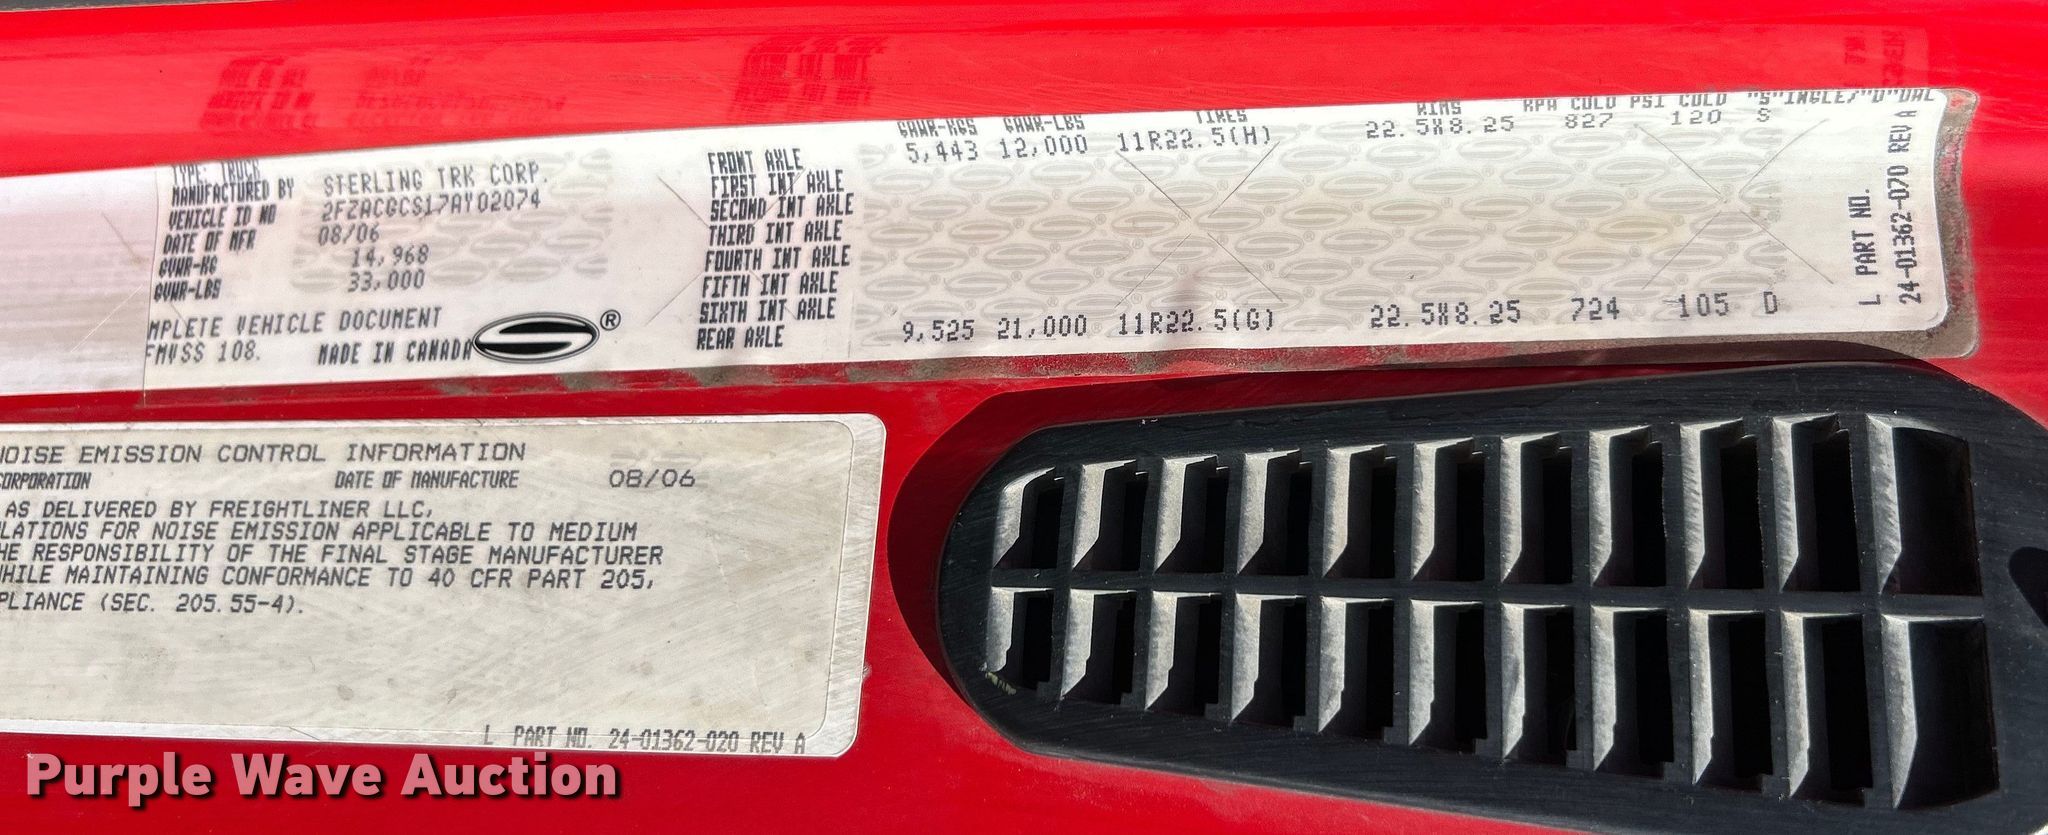 TYPE: TRUCK
MANUFACTURED BY STERLING TRK CORP.
VEHICLE ID NO 2FZACGCS17AY02074
DATE OF MFR 08/06
GVWR-KG 14,968
GVWR-LBS 33,000
MPLETE VEHICLE DOCUMENT
FMVSS 108. MADE IN CANADA
®
GAWR-KGS GAWR-LBS TIRES RIMS KPA COLD PSI COLD "S"INGLE/"D"UAL
FRONT AXLE 5,443 12,000 11R22.5(H) 22.5X8.25 827 120 S
FIRST INT AXLE
SECOND INT AXLE
THIRD INT AXLE
FOURTH INT AXLE
FIFTH INT AXLE
SIXTH INT AXLE
REAR AXLE 9,525 21,000 11R22.5(G) 22.5X8.25 724 105 D
L PART NO.
24-01362-070 REV A
NOISE EMISSION CONTROL INFORMATION
CORPORATION DATE OF MANUFACTURE 08/06
AS DELIVERED BY FREIGHTLINER LLC,
LATIONS FOR NOISE EMISSION APPLICABLE TO MEDIUM
HE RESPONSIBILITY OF THE FINAL STAGE MANUFACTURER
WHILE MAINTAINING CONFORMANCE TO 40 CFR PART 205,
PLIANCE (SEC. 205.55-4).
L PART NO. 24-01362-020 REV A
Purple Wave Auction